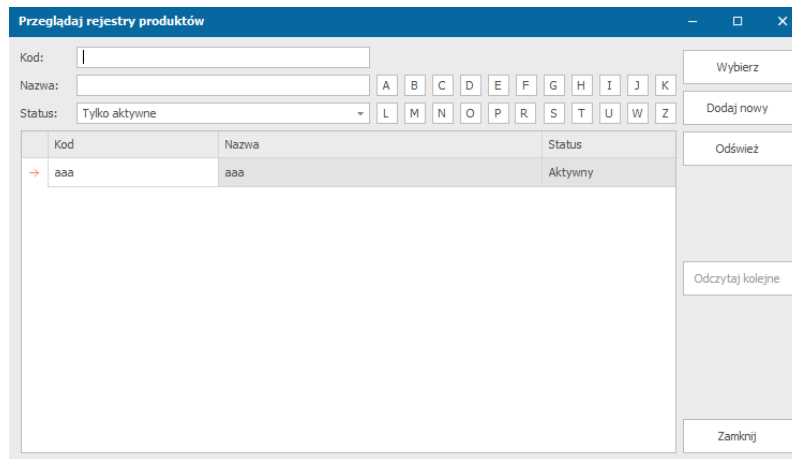 Przeglądaj rejestry produktów
Kod:
Wybierz
Nazwa:
A B C D E F G H I J K
Status: Tylko aktywne
L M N O P R S T U W Z
Dodaj nowy
Kod Nazwa Status
Odśwież
aaa aaa Aktywny
Odczytaj kolejne
Zamknij